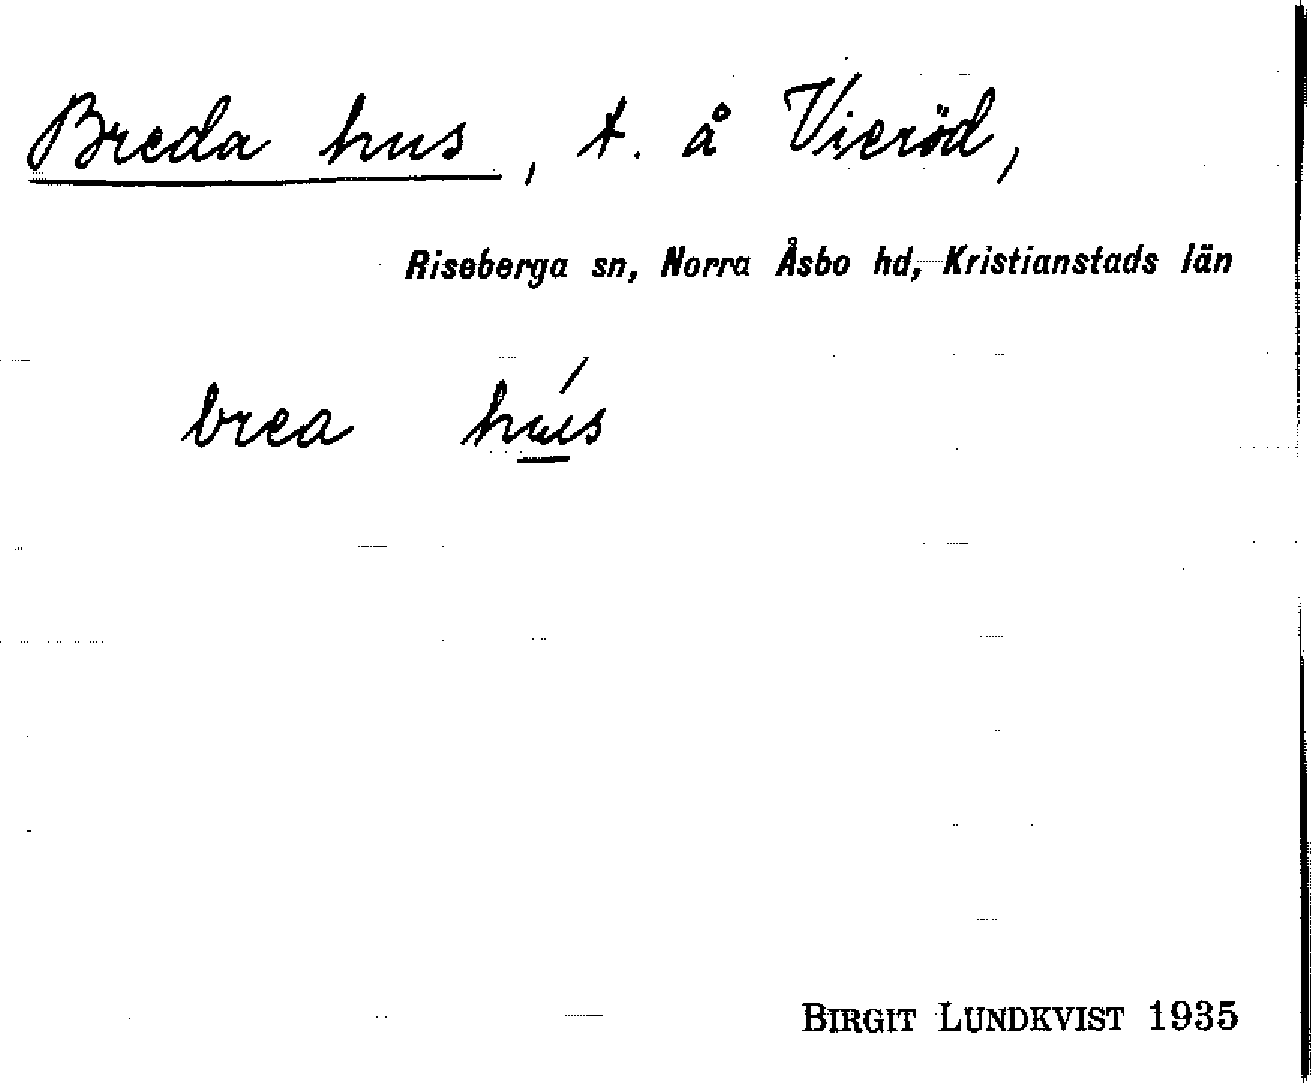 Breda hus, t. å Vieröd,
Riseberga sn, Norra Åsbo hd, Kristianstads län
brea hús
BIRGIT LUNDKVIST 1935